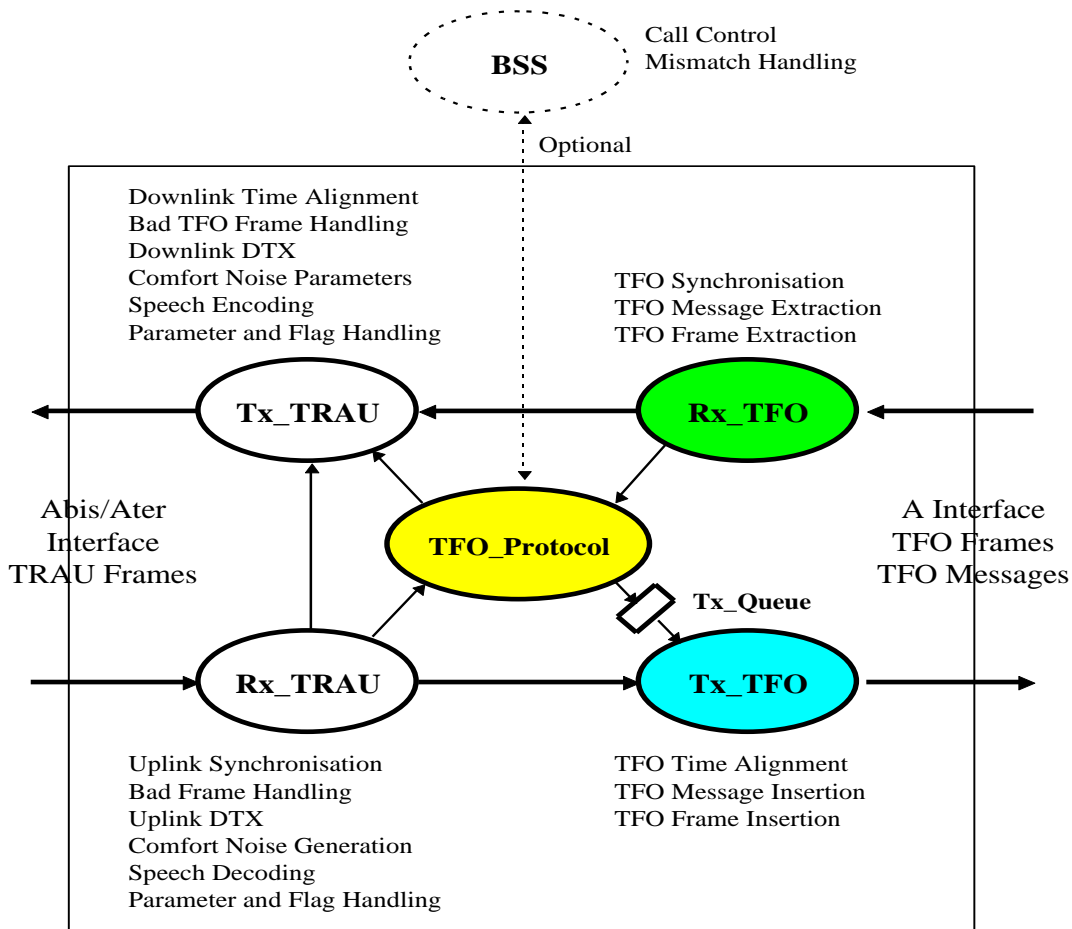 Call Control
BSS
Mismatch Handling
Optional
Downlink Time Alignment
Bad TFO Frame Handling
Downlink DTX
Comfort Noise Parameters
Speech Encoding
Parameter and Flag Handling
TFO Synchronisation
TFO Message Extraction
TFO Frame Extraction
Tx_TRAU
Rx_TFO
Abis/Ater
Interface
TRAU Frames
TFO_Protocol
A Interface
TFO Frames
TFO Messages
Tx_Queue
Rx_TRAU
Tx_TFO
Uplink Synchronisation
Bad Frame Handling
Uplink DTX
Comfort Noise Generation
Speech Decoding
Parameter and Flag Handling
TFO Time Alignment
TFO Message Insertion
TFO Frame Insertion